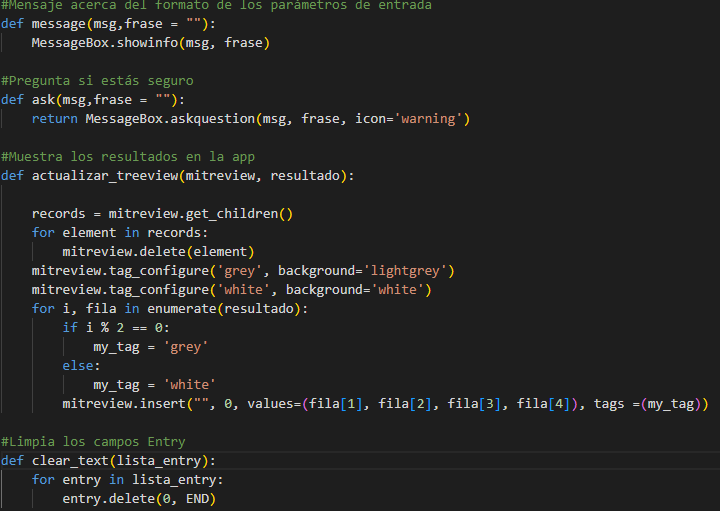 #Mensaje acerca del formato de los parámetros de entrada
def message(msg,frase = ""):
    MessageBox.showinfo(msg, frase)
#Pregunta si estás seguro
def ask(msg,frase = ""):
    return MessageBox.askquestion(msg, frase, icon='warning')
#Muestra los resultados en la app
def actualizar_treeview(mitreview, resultado):
    records = mitreview.get_children()
    for element in records:
        mitreview.delete(element)
    mitreview.tag_configure('grey', background='lightgrey')
    mitreview.tag_configure('white', background='white')
    for i, fila in enumerate(resultado):
        if i % 2 == 0:
            my_tag = 'grey'
        else:
            my_tag = 'white'
        mitreview.insert("", 0, values=(fila[1], fila[2], fila[3], fila[4]), tags =(my_tag))
#Limpia los campos Entry
def clear_text(lista_entry):
    for entry in lista_entry:
        entry.delete(0, END)